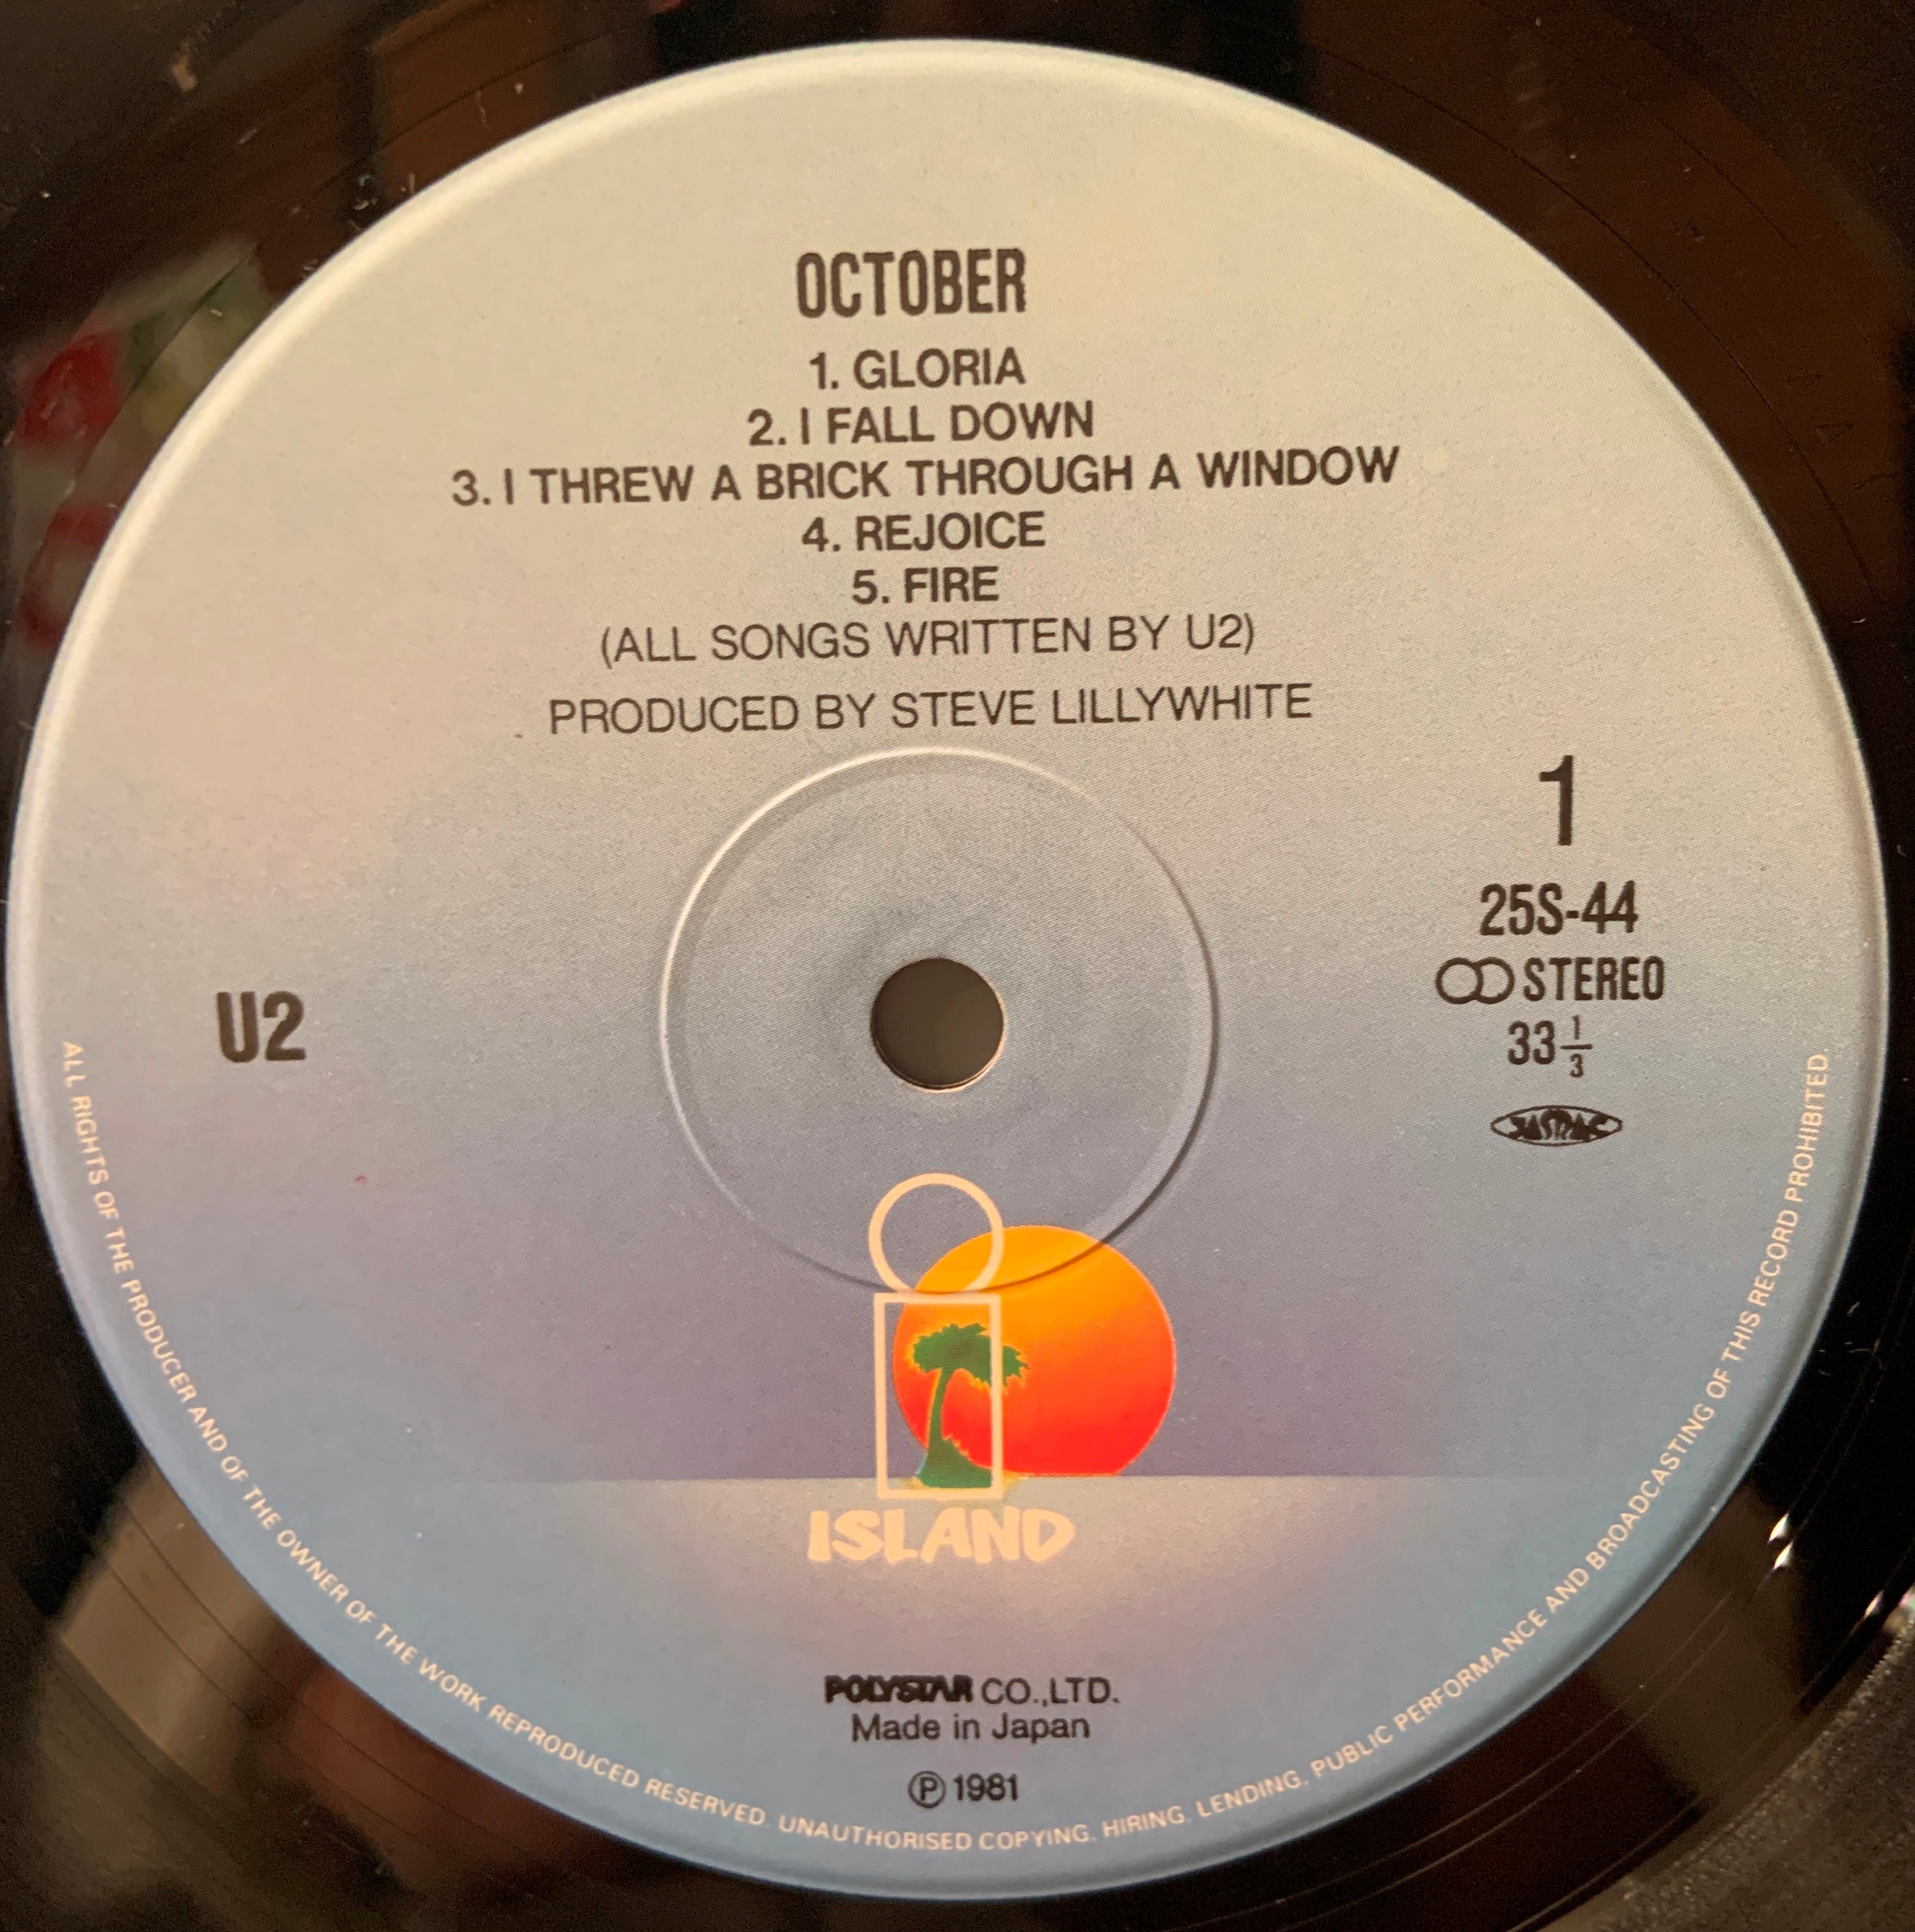 OCTOBER
1. GLORIA
2. I FALL DOWN
3. I THREW A BRICK THROUGH A WINDOW
4. REJOICE
5. FIRE
(ALL SONGS WRITTEN BY U2)
PRODUCED BY STEVE LILLYWHITE
U2
1
25S-44
STEREO
33 1/3
JASRAC
ISLAND
POLYSTAR CO.,LTD.
Made in Japan
Ⓟ 1981
ALL RIGHTS OF THE PRODUCER AND OF THE OWNER OF THE WORK REPRODUCED RESERVED. UNAUTHORISED COPYING. HIRING. LENDING. PUBLIC PERFORMANCE AND BROADCASTING OF THIS RECORD PROHIBITED.